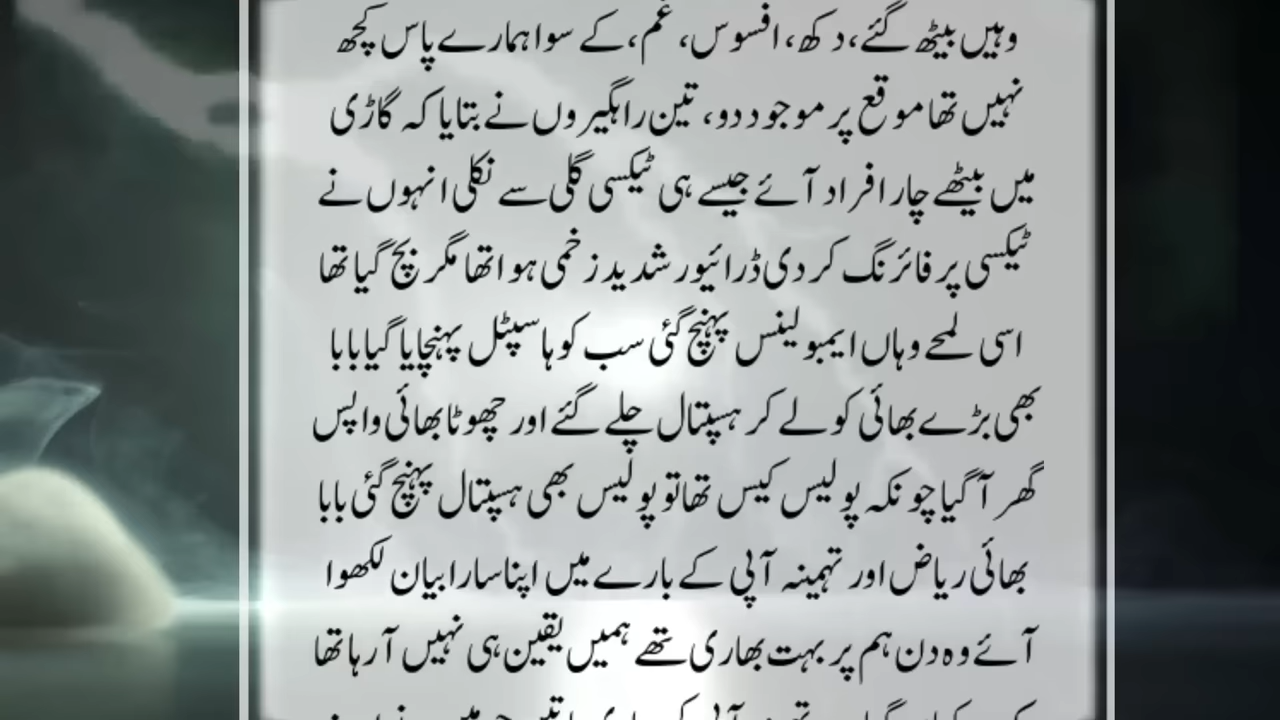 وہیں بیٹھ گئے،دکھ،افسوس، غم،کے سواہمارے پاس کچھ
نہیں تھا موقع پر موجود دو، تین راہگیروں نے بتایا کہ گاڑی
میں بیٹھے چار افراد آئے جیسے ہی ٹیکسی گلی سے نکلی انہوں نے
ٹیکسی پر فائرنگ کر دی ڈرائیور شدید زخمی ہوا تھا مگر بچ گیا تھا
اسی لمحے وہاں ایمبولینس پہنچ گئی سب کو ہاسپٹل پہنچایا گیا بابا
بھی بڑے بھائی کو لے کر ہسپتال چلے گئے اور چھوٹا بھائی واپس
گھر آ گیا چونکہ پولیس کیس تھا تو پولیس بھی ہسپتال پہنچ گئی بابا
بھائی ریاض اور تہمینہ آپی کے بارے میں اپنا سارا بیان لکھوا
آئے وہ دن ہم پر بہت بھاری تھے ہمیں یقین ہی نہیں آ رہا تھا